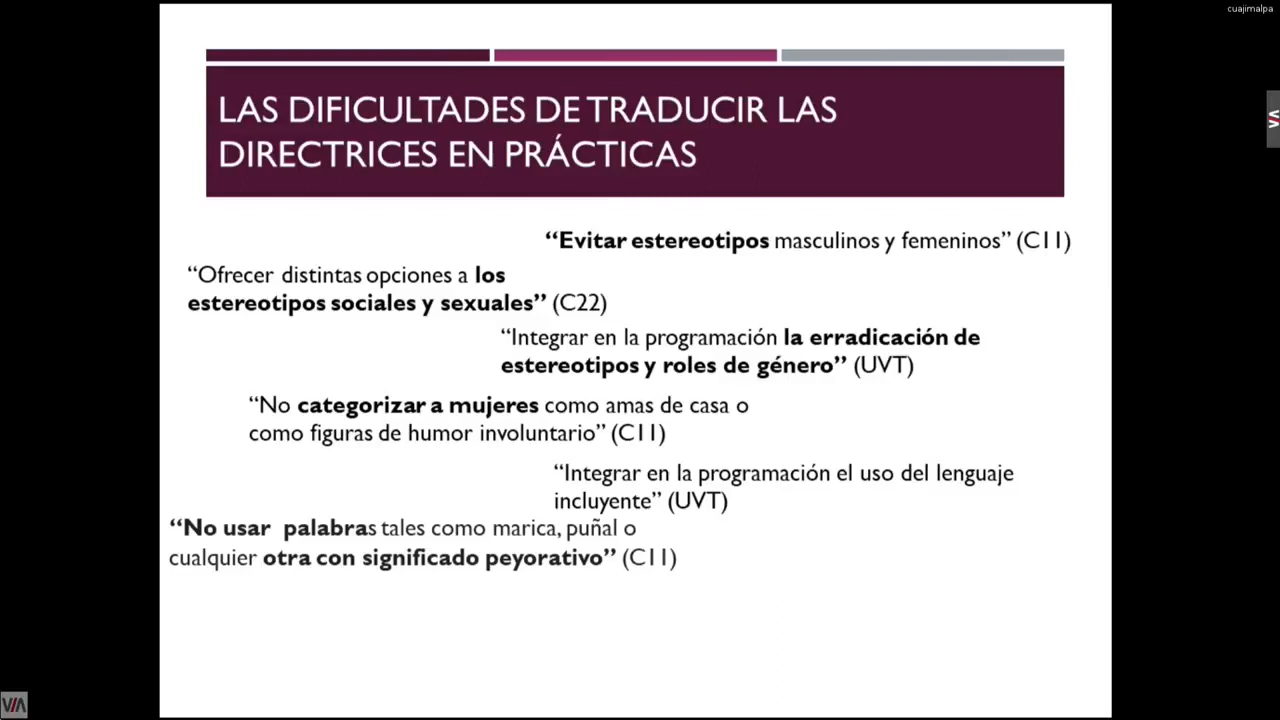 cuajimalpa
LAS DIFICULTADES DE TRADUCIR LAS
DIRECTRICES EN PRÁCTICAS
“Evitar estereotipos masculinos y femeninos” (C11)
“Ofrecer distintas opciones a los
estereotipos sociales y sexuales” (C22)
“Integrar en la programación la erradicación de
estereotipos y roles de género” (UVT)
“No categorizar a mujeres como amas de casa o
como figuras de humor involuntario” (C11)
“Integrar en la programación el uso del lenguaje
incluyente” (UVT)
“No usar palabras tales como marica, puñal o
cualquier otra con significado peyorativo” (C11)
VIA